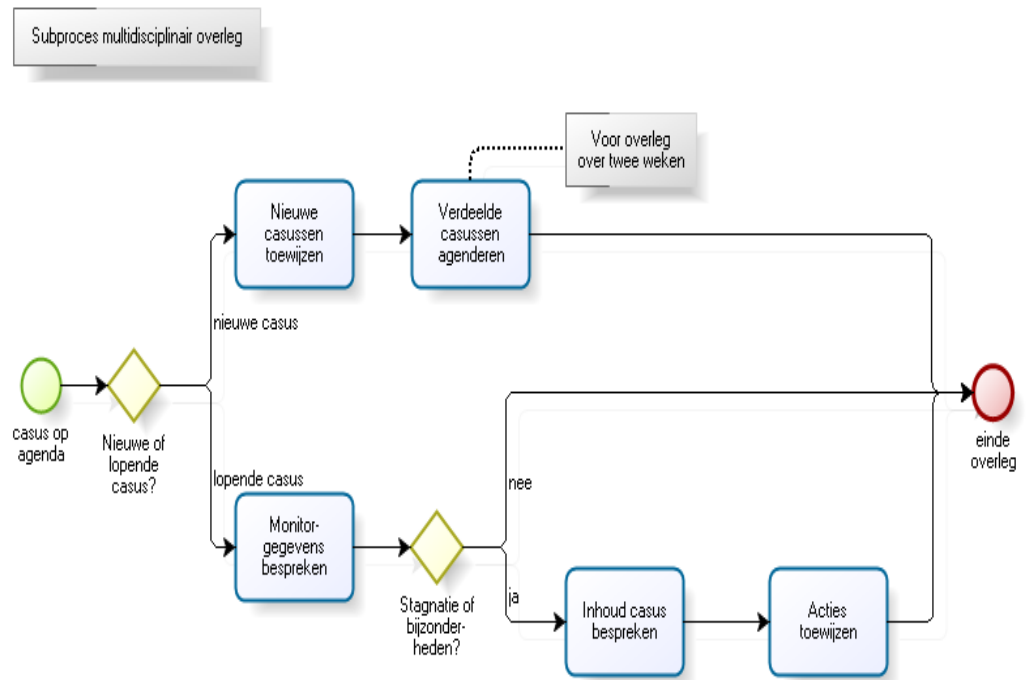 Subproces multidisciplinair overleg
Voor overleg
over twee weken
Nieuwe
casussen
toewijzen
Verdeelde
casussen
agenderen
nieuwe casus
casus op
agenda
Nieuwe of
lopende
casus?
einde
overleg
lopende casus
nee
Monitor-
gegevens
bespreken
Stagnatie of
bijzonder-
heden?
ja
Inhoud casus
bespreken
Acties
toewijzen